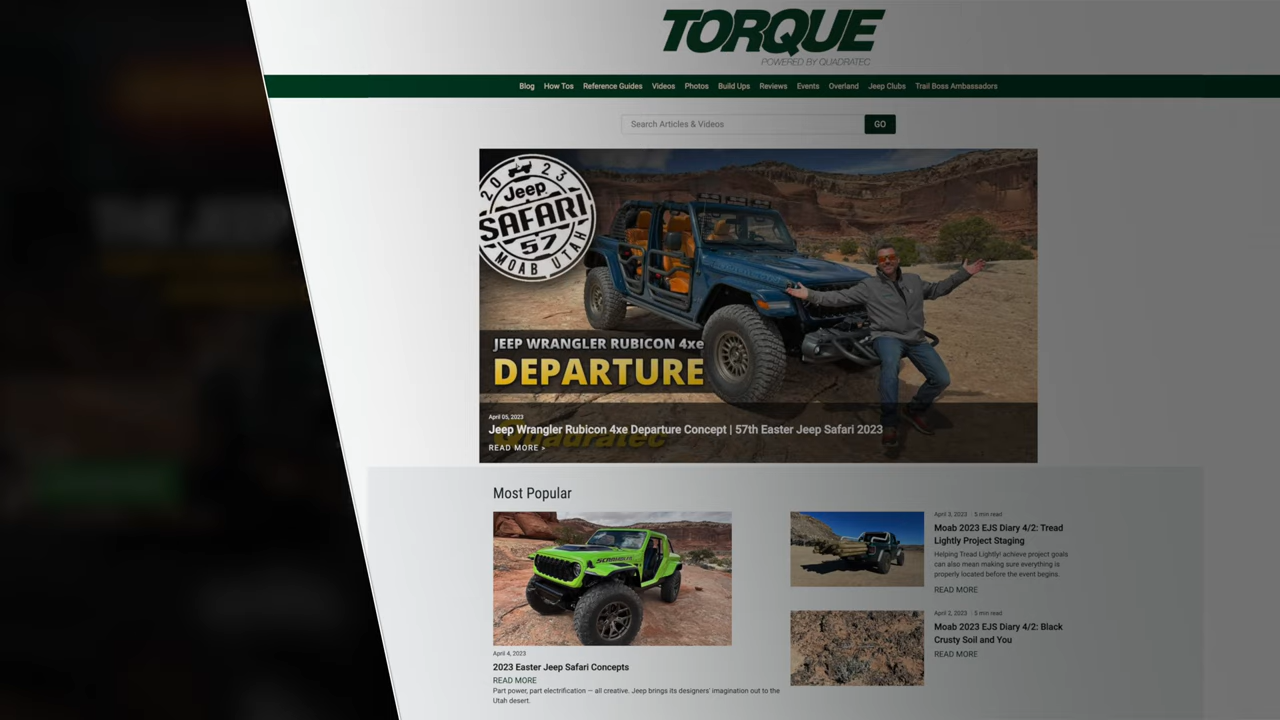 TORQUE
POWERED BY QUADRATEC
Blog How Tos Reference Guides Videos Photos Build Ups Reviews Events Overland Jeep Clubs Trail Boss Ambassadors
Search Articles & Videos GO
2023
Jeep
SAFARI
57
MOAB UTAH
JEEP WRANGLER RUBICON 4xe
DEPARTURE
April 05, 2023
Jeep Wrangler Rubicon 4xe Departure Concept | 57th Easter Jeep Safari 2023
Quadratec
READ MORE >
Most Popular
April 4, 2023
2023 Easter Jeep Safari Concepts
READ MORE
Part power, part electrification — all creative. Jeep brings its designers' imagination out to the
Utah desert.
April 3, 2023 | 5 min read
Moab 2023 EJS Diary 4/2: Tread
Lightly Project Staging
Helping Tread Lightly! achieve project goals
can also mean making sure everything is
properly located before the event begins.
READ MORE
April 2, 2023 | 5 min read
Moab 2023 EJS Diary 4/2: Black
Crusty Soil and You
READ MORE